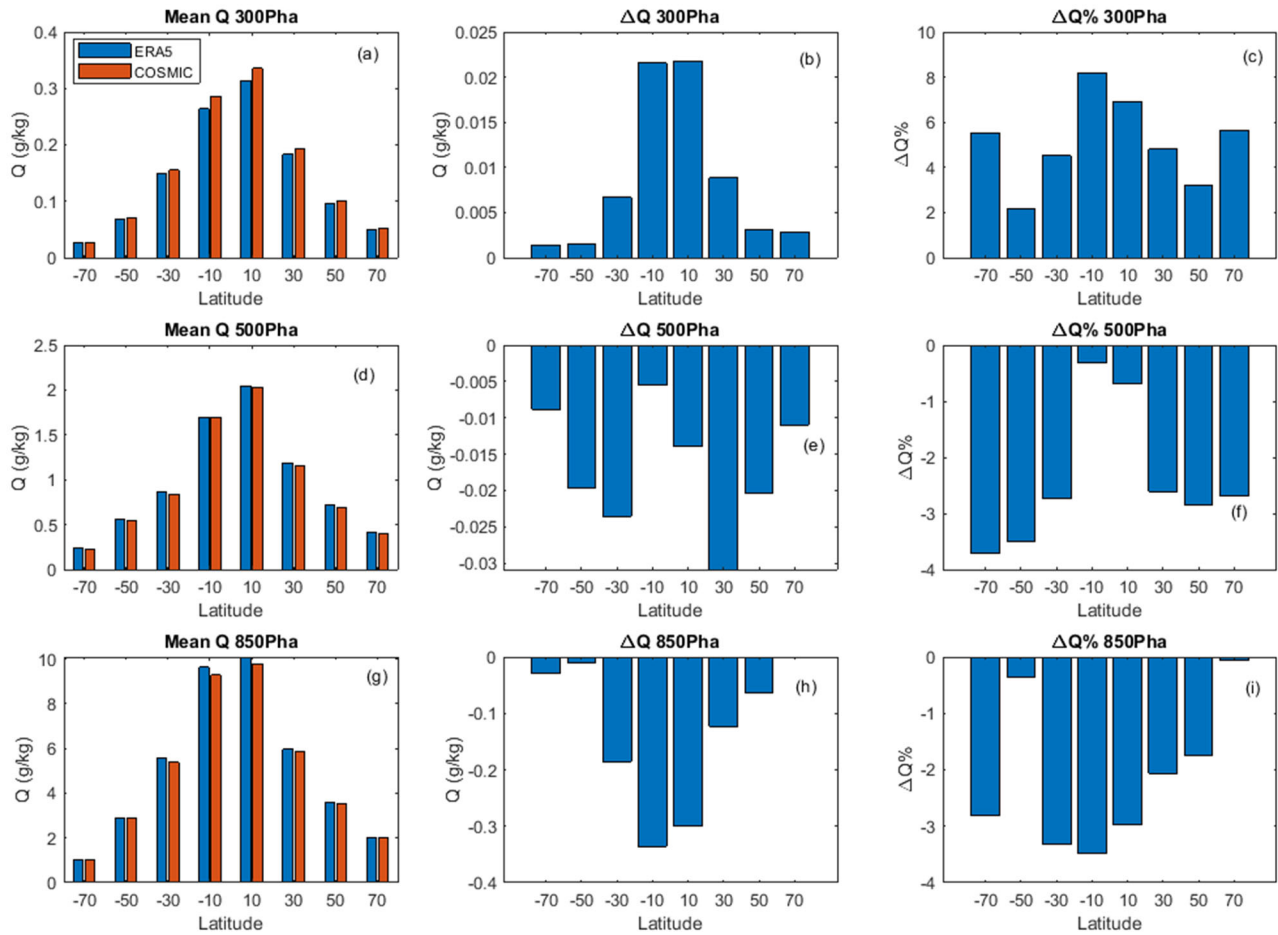 Mean Q 300Pha
ΔQ 300Pha
ΔQ% 300Pha
0.4
0.3
0.2
0.1
0
Q (g/kg)
ERA5
COSMIC
(a)
-70 -50 -30 -10 10 30 50 70
Latitude
0.025
0.02
0.015
0.01
0.005
0
Q (g/kg)
(b)
-70 -50 -30 -10 10 30 50 70
Latitude
10
8
6
4
2
0
ΔQ%
(c)
-70 -50 -30 -10 10 30 50 70
Latitude
Mean Q 500Pha
ΔQ 500Pha
ΔQ% 500Pha
2.5
2
1.5
1
0.5
0
Q (g/kg)
(d)
-70 -50 -30 -10 10 30 50 70
Latitude
0
-0.005
-0.01
-0.015
-0.02
-0.025
-0.03
Q (g/kg)
(e)
-70 -50 -30 -10 10 30 50 70
Latitude
0
-1
-2
-3
-4
ΔQ%
(f)
-70 -50 -30 -10 10 30 50 70
Latitude
Mean Q 850Pha
ΔQ 850Pha
ΔQ% 850Pha
10
8
6
4
2
0
Q (g/kg)
(g)
-70 -50 -30 -10 10 30 50 70
Latitude
0
-0.1
-0.2
-0.3
-0.4
Q (g/kg)
(h)
-70 -50 -30 -10 10 30 50 70
Latitude
0
-1
-2
-3
-4
ΔQ%
(i)
-70 -50 -30 -10 10 30 50 70
Latitude